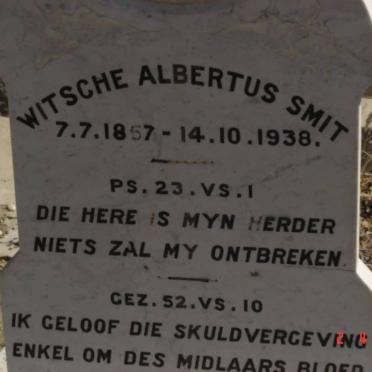 WITSCHE ALBERTUS SMIT
7.7.1857 - 14.10.1938.
PS. 23. VS. 1
DIE HERE IS MYN HERDER
NIETS ZAL MY ONTBREKEN.
GEZ. 52. VS. 10
IK GELOOF DIE SKULDVERGEVING
ENKEL OM DES MIDLAARS BLOED